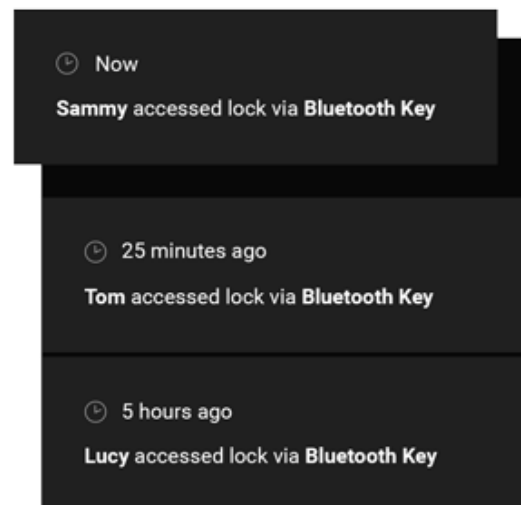 Now
Sammy accessed lock via Bluetooth Key
25 minutes ago
Tom accessed lock via Bluetooth Key
5 hours ago
Lucy accessed lock via Bluetooth Key